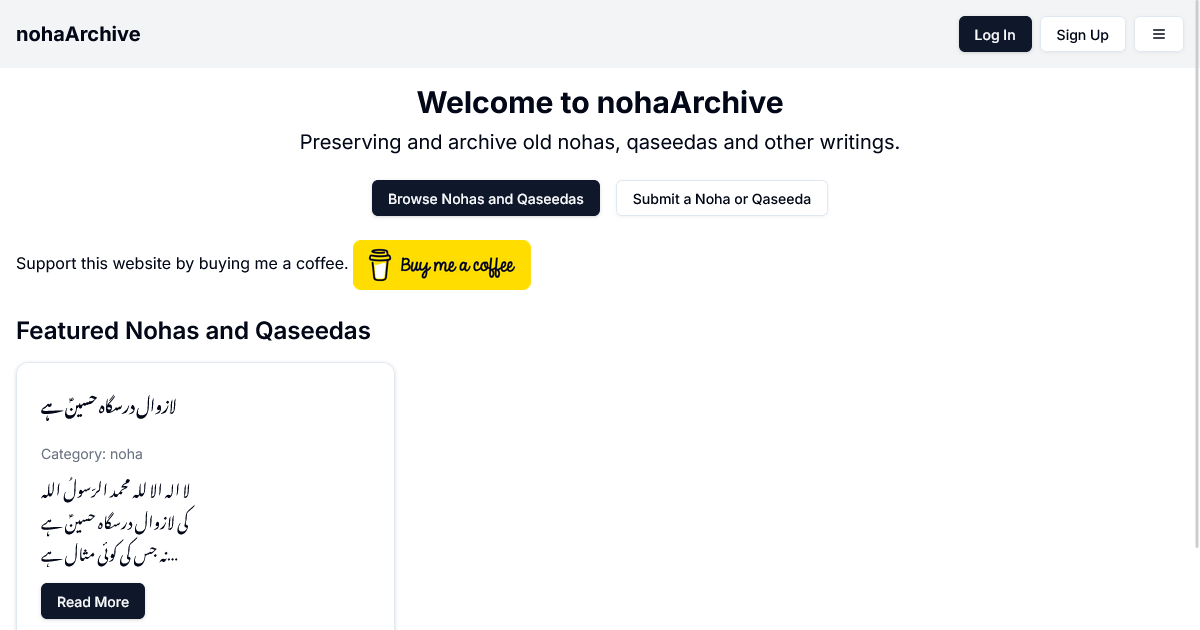 nohaArchive
Log In
Sign Up
Welcome to nohaArchive
Preserving and archive old nohas, qaseedas and other writings.
Browse Nohas and Qaseedas
Submit a Noha or Qaseeda
Support this website by buying me a coffee.
Buy me a coffee
Featured Nohas and Qaseedas
لازوال درسگاہ حسینؑ ہے
Category: noha
لا الہ الا للہ محمد الرَسولُ اللہ
کی لازوال درسگاہ حسینؑ ہے
نہ جس کی کوئی مثال ہے...
Read More